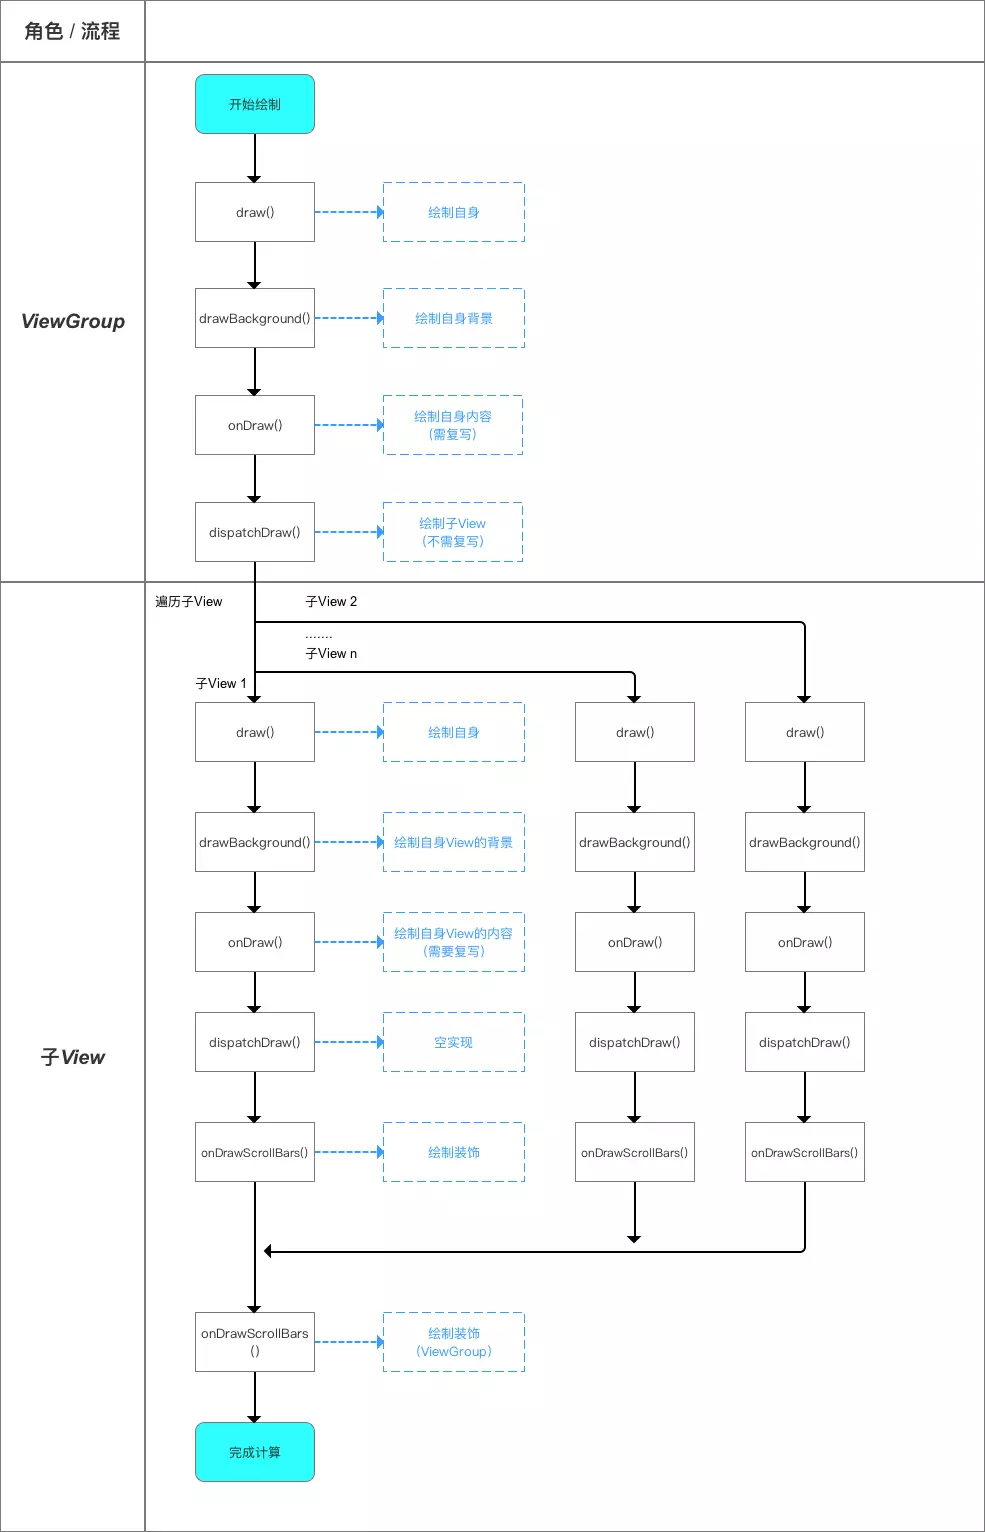 角色 / 流程
开始绘制
draw()
绘制自身
ViewGroup
drawBackground()
绘制自身背景
onDraw()
绘制自身内容
（需复写）
dispatchDraw()
绘制子View
（不需复写）
遍历子View
子View 2
.......
子View n
子View 1
draw()
绘制自身
draw()
draw()
drawBackground()
绘制自身View的背景
drawBackground()
drawBackground()
onDraw()
绘制自身View的内容
（需要复写）
onDraw()
onDraw()
子View
dispatchDraw()
空实现
dispatchDraw()
dispatchDraw()
onDrawScrollBars()
绘制装饰
onDrawScrollBars()
onDrawScrollBars()
onDrawScrollBars
()
绘制装饰
（ViewGroup）
完成计算